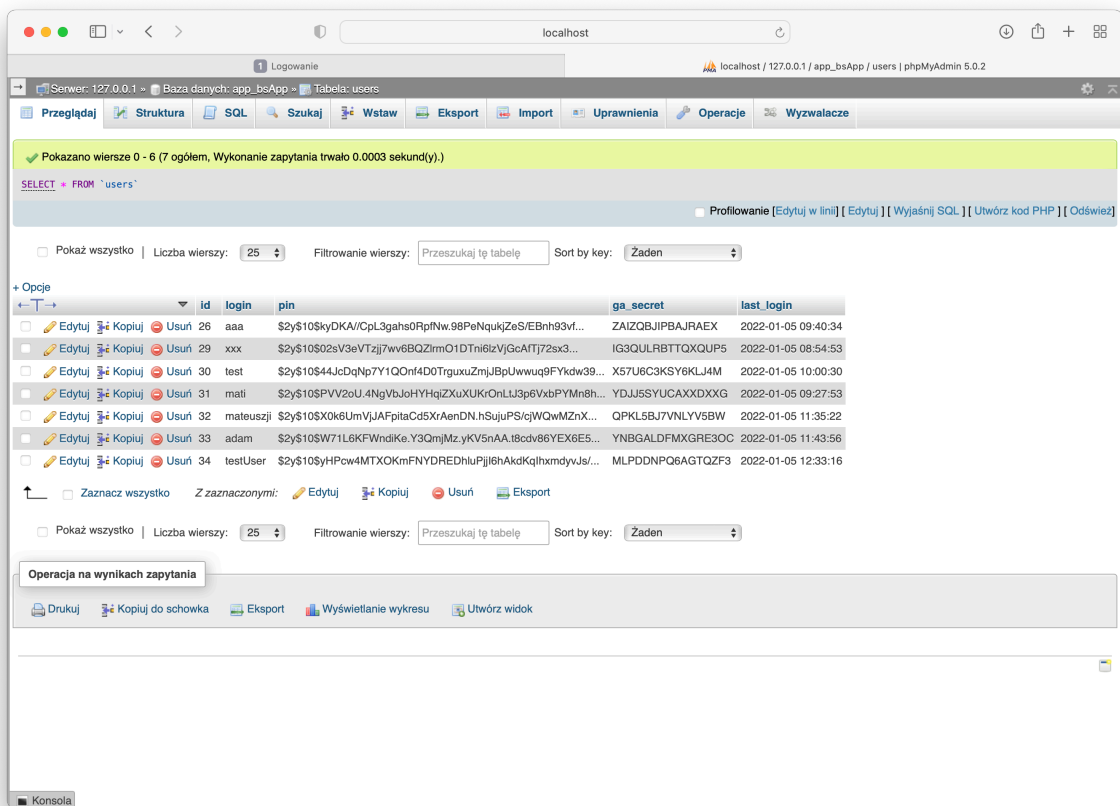 localhost
1 Logowanie
localhost / 127.0.0.1 / app_bsApp / users | phpMyAdmin 5.0.2
Serwer: 127.0.0.1 » Baza danych: app_bsApp » Tabela: users
Przeglądaj Struktura SQL Szukaj Wstaw Eksport Import Uprawnienia Operacje Wyzwalacze
Pokazano wiersze 0 - 6 (7 ogółem, Wykonanie zapytania trwało 0.0003 sekund(y).)
SELECT * FROM `users`
Profilowanie [Edytuj w linii] [ Edytuj ] [ Wyjaśnij SQL ] [ Utwórz kod PHP ] [ Odśwież]
Pokaż wszystko | Liczba wierszy: 25 Filtrowanie wierszy: Przeszukaj tę tabelę Sort by key: Żaden
+ Opcje
←T→ id login pin ga_secret last_login
Edytuj Kopiuj Usuń 26 aaa $2y$10$kyDKA//CpL3gahs0RpfNw.98PeNqukjZeS/EBnh93vf... ZAIZQBJIPBAJRAEX 2022-01-05 09:40:34
Edytuj Kopiuj Usuń 29 xxx $2y$10$02sV3eVTzjj7wv6BQZlrmO1DTni6lzVjGcAfTj72sx3... IG3QULRBTTQXQUP5 2022-01-05 08:54:53
Edytuj Kopiuj Usuń 30 test $2y$10$44JcDqNp7Y1QOnf4D0TrguxuZmjJBpUwwuq9FYkdw39... X57U6C3KSY6KLJ4M 2022-01-05 10:00:30
Edytuj Kopiuj Usuń 31 mati $2y$10$PVV2oU.4NgVbJoHYHqiZXuXUKrOnLtJ3p6VxbPYMn8h... YDJJ5SYUCAXXDXXG 2022-01-05 09:27:53
Edytuj Kopiuj Usuń 32 mateuszji $2y$10$X0k6UmVjJAFpitaCd5XrAenDN.hSujuPS/cjWQwMZnX... QPKL5BJ7VNLYV5BW 2022-01-05 11:35:22
Edytuj Kopiuj Usuń 33 adam $2y$10$W71L6KFWndiKe.Y3QmjMz.yKV5nAA.t8cdv86YEX6E5... YNBGALDFMXGRE3OC 2022-01-05 11:43:56
Edytuj Kopiuj Usuń 34 testUser $2y$10$yHPcw4MTXOKmFNYDREDhluPjjI6hAkdKqIhxmdyvJs/... MLPDDNPQ6AGTQZF3 2022-01-05 12:33:16
Zaznacz wszystko Z zaznaczonymi: Edytuj Kopiuj Usuń Eksport
Pokaż wszystko | Liczba wierszy: 25 Filtrowanie wierszy: Przeszukaj tę tabelę Sort by key: Żaden
Operacja na wynikach zapytania
Drukuj Kopiuj do schowka Eksport Wyświetlanie wykresu Utwórz widok
Konsola